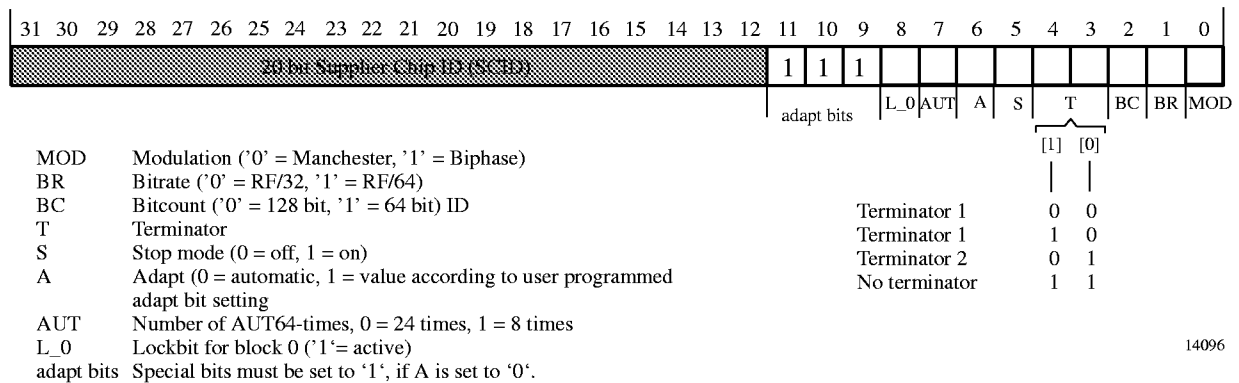 31 30 29 28 27 26 25 24 23 22 21 20 19 18 17 16 15 14 13 12 11 10 9 8 7 6 5 4 3 2 1 0
20 bit Supplier Chip ID (SCID) 1 1 1
adapt bits L_0 AUT A S T BC BR MOD
[1] [0]
MOD Modulation ('0' = Manchester, '1' = Biphase)
BR Bitrate ('0' = RF/32, '1' = RF/64)
BC Bitcount ('0' = 128 bit, '1' = 64 bit) ID
T Terminator
S Stop mode (0 = off, 1 = on)
A Adapt (0 = automatic, 1 = value according to user programmed
adapt bit setting
AUT Number of AUT64-times, 0 = 24 times, 1 = 8 times
L_0 Lockbit for block 0 ('1‘= active)
adapt bits Special bits must be set to ‘1‘, if A is set to ‘0‘.
Terminator 1 0 0
Terminator 1 1 0
Terminator 2 0 1
No terminator 1 1
14096